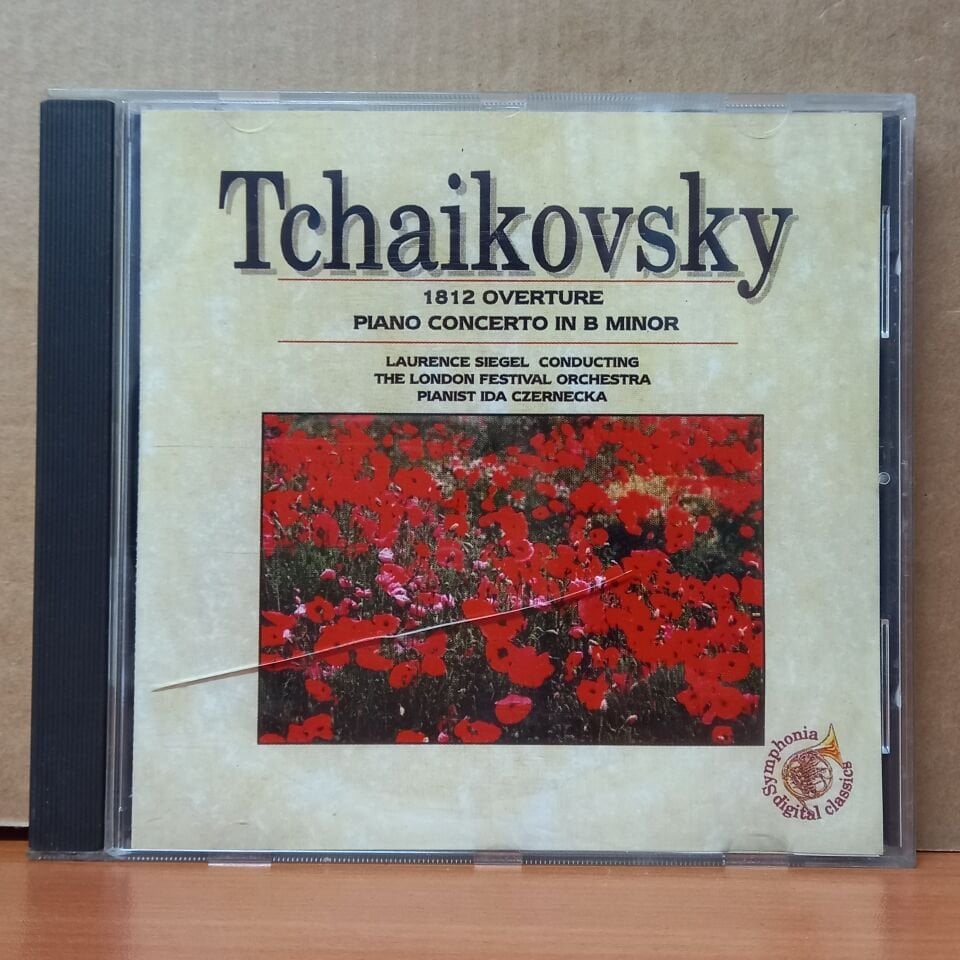 Tchaikovsky
1812 OVERTURE
PIANO CONCERTO IN B MINOR
LAURENCE SIEGEL CONDUCTING
THE LONDON FESTIVAL ORCHESTRA
PIANIST IDA CZERNECKA
Symphonia
digital classics